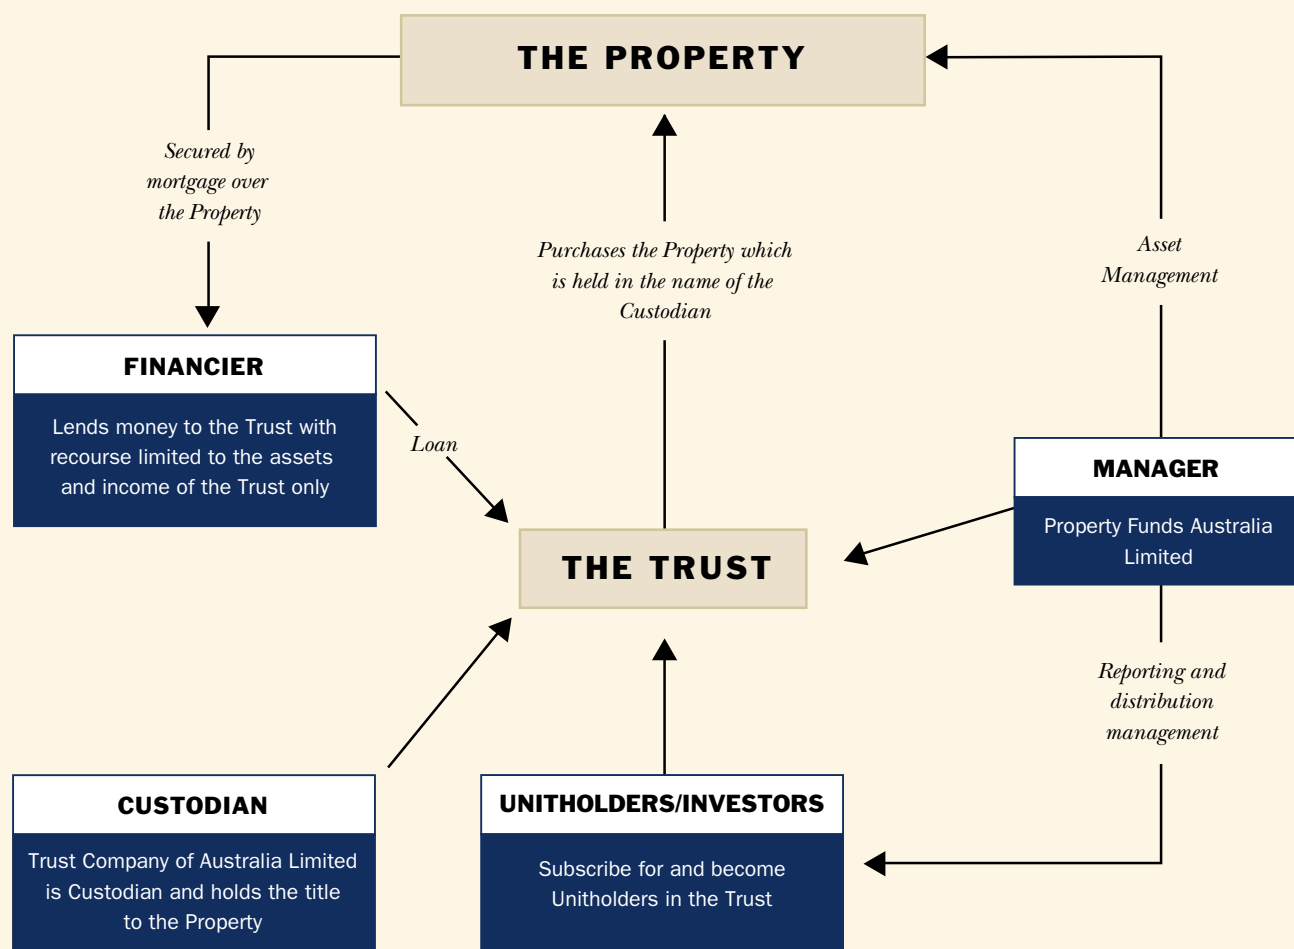 THE PROPERTY
Secured by
mortgage over
the Property
Purchases the Property which
is held in the name of the
Custodian
Asset
Management
FINANCIER
Lends money to the Trust with
recourse limited to the assets
and income of the Trust only
Loan
MANAGER
Property Funds Australia
Limited
THE TRUST
Reporting and
distribution
management
CUSTODIAN
Trust Company of Australia Limited
is Custodian and holds the title
to the Property
UNITHOLDERS/INVESTORS
Subscribe for and become
Unitholders in the Trust